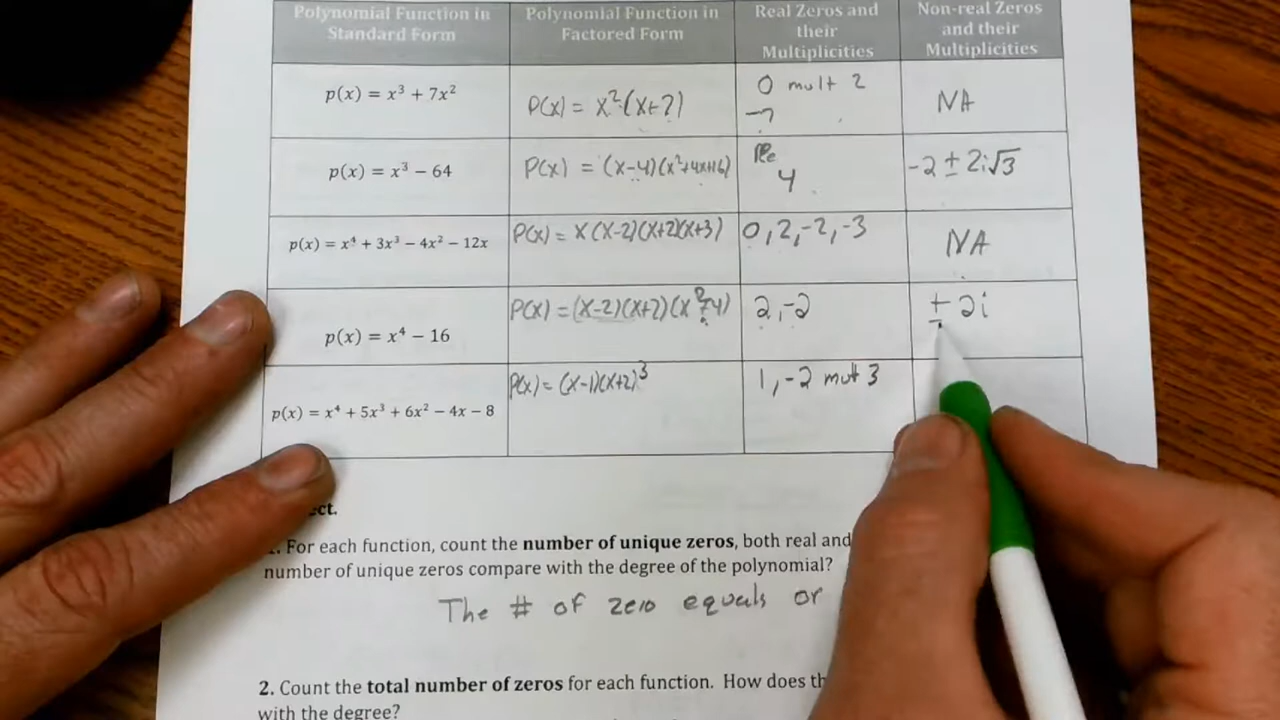 Polynomial Function in Standard Form
Polynomial Function in Factored Form
Real Zeros and their Multiplicities
Non-real Zeros and their Multiplicities
p(x) = x³ + 7x²
P(x) = x²(x+7)
0 mult 2
-7
NA
p(x) = x³ − 64
P(x) = (x-4)(x²+4x+16)
Re
4
-2 ± 2i√3
p(x) = x⁴ + 3x³ − 4x² − 12x
P(x) = x(x-2)(x+2)(x+3)
0, 2, -2, -3
NA
p(x) = x⁴ − 16
P(x) = (x-2)(x+2)(x²+4)
2, -2
± 2i
p(x) = x⁴ + 5x³ + 6x² − 4x − 8
P(x) = (x-1)(x+2)³
1, -2 mult 3
ect.
1. For each function, count the number of unique zeros, both real and
number of unique zeros compare with the degree of the polynomial?
The # of zero equals or
2. Count the total number of zeros for each function. How does th
with the degree?